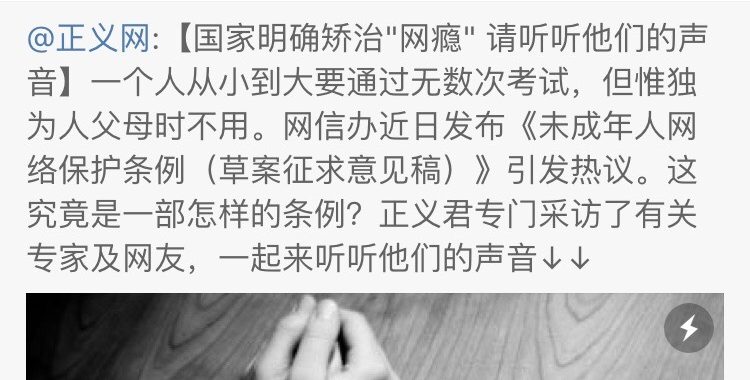 @正义网:【国家明确矫治"网瘾" 请听听他们的声
音】一个人从小到大要通过无数次考试，但惟独
为人父母时不用。网信办近日发布《未成年人网
络保护条例（草案征求意见稿）》引发热议。这
究竟是一部怎样的条例？正义君专门采访了有关
专家及网友，一起来听听他们的声音↓↓